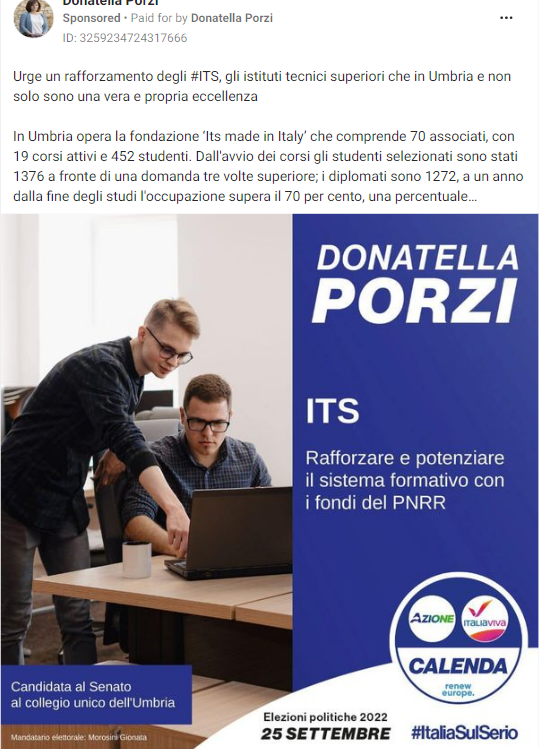 Donatella Porzi
Sponsored • Paid for by Donatella Porzi
ID: 3259234724317666
Urge un rafforzamento degli #ITS, gli istituti tecnici superiori che in Umbria e non
solo sono una vera e propria eccellenza
In Umbria opera la fondazione ‘Its made in Italy’ che comprende 70 associati, con
19 corsi attivi e 452 studenti. Dall'avvio dei corsi gli studenti selezionati sono stati
1376 a fronte di una domanda tre volte superiore; i diplomati sono 1272, a un anno
dalla fine degli studi l'occupazione supera il 70 per cento, una percentuale…
DONATELLA
PORZI
ITS
Rafforzare e potenziare
il sistema formativo con
i fondi del PNRR
AZIONE
ITALIAVIVA
CALENDA
renew
europe.
Candidata al Senato
al collegio unico dell'Umbria
Mandatario elettorale: Morosini Gionata
Elezioni politiche 2022
25 SETTEMBRE
#ItaliaSulSerio